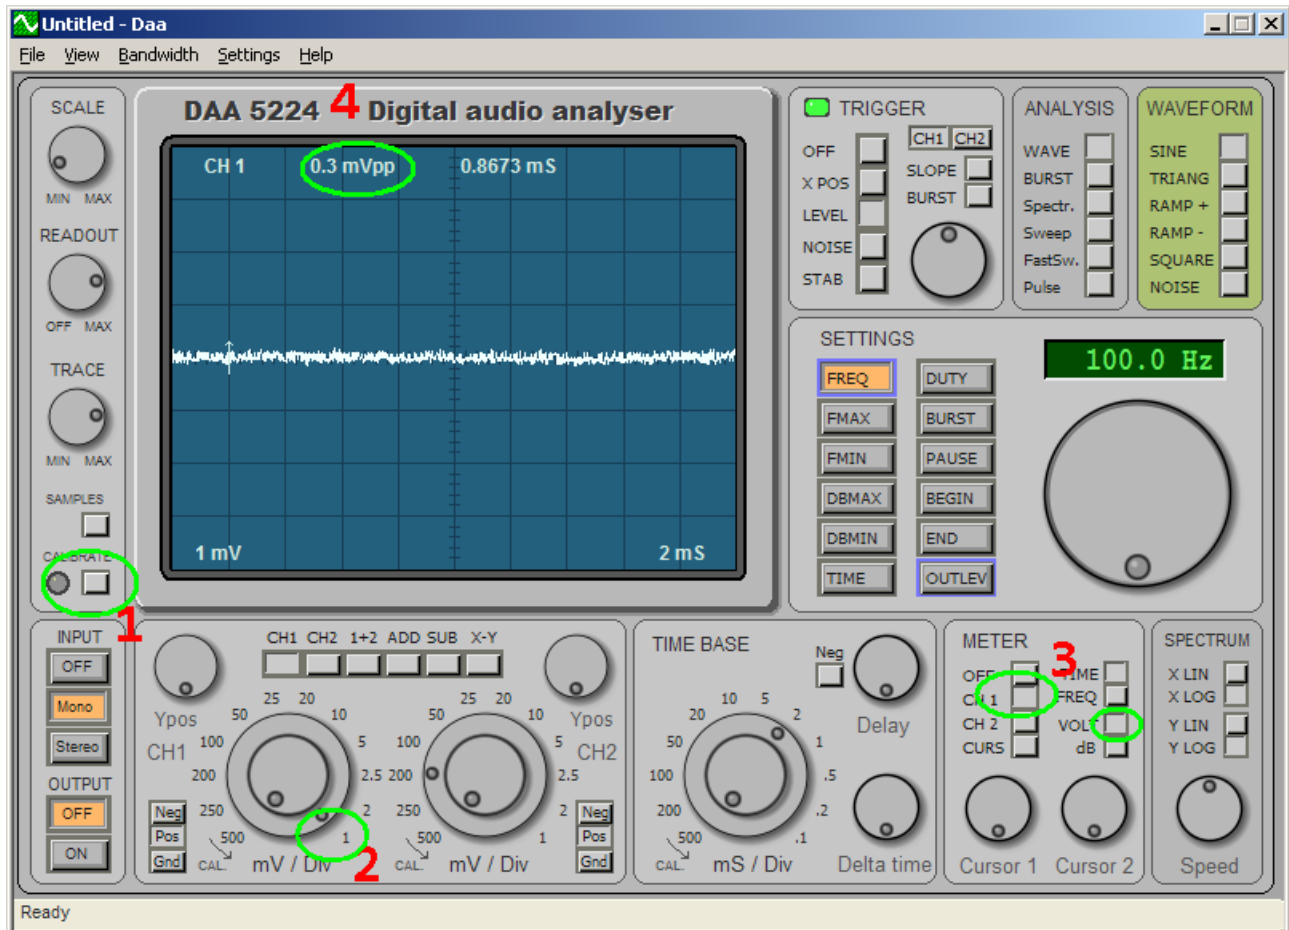 Untitled - Daa
File View Bandwidth Settings Help
SCALE
MIN MAX
READOUT
OFF MAX
TRACE
MIN MAX
SAMPLES
CALIBRATE
1
DAA 5224 4 Digital audio analyser
CH 1 0.3 mVpp 0.8673 mS
1 mV 2 mS
TRIGGER
OFF
X POS
LEVEL
NOISE
STAB
CH1 CH2
SLOPE
BURST
ANALYSIS
WAVE
BURST
Spectr.
Sweep
FastSw.
Pulse
WAVEFORM
SINE
TRIANG
RAMP +
RAMP -
SQUARE
NOISE
SETTINGS
FREQ DUTY
FMAX BURST
FMIN PAUSE
DBMAX BEGIN
DBMIN END
TIME OUTLEV
100.0 Hz
INPUT
OFF
Mono
Stereo
OUTPUT
OFF
ON
CH1 CH2 1+2 ADD SUB X-Y
Ypos
CH1
Neg
Pos
Gnd
500
250
200
100
50
25
20
10
5
2.5
2
1
CAL.
mV / Div
2
500
250
200
100
50
25
20
10
5
2.5
2
1
CAL.
mV / Div
Ypos
CH2
Neg
Pos
Gnd
TIME BASE
500
200
100
50
20
10
5
2
1
.5
.2
.1
CAL.
mS / Div
Neg
Delay
Delta time
METER
3
OFF TIME
CH 1 FREQ
CH 2 VOLT
CURS dB
Cursor 1 Cursor 2
SPECTRUM
X LIN
X LOG
Y LIN
Y LOG
Speed
Ready